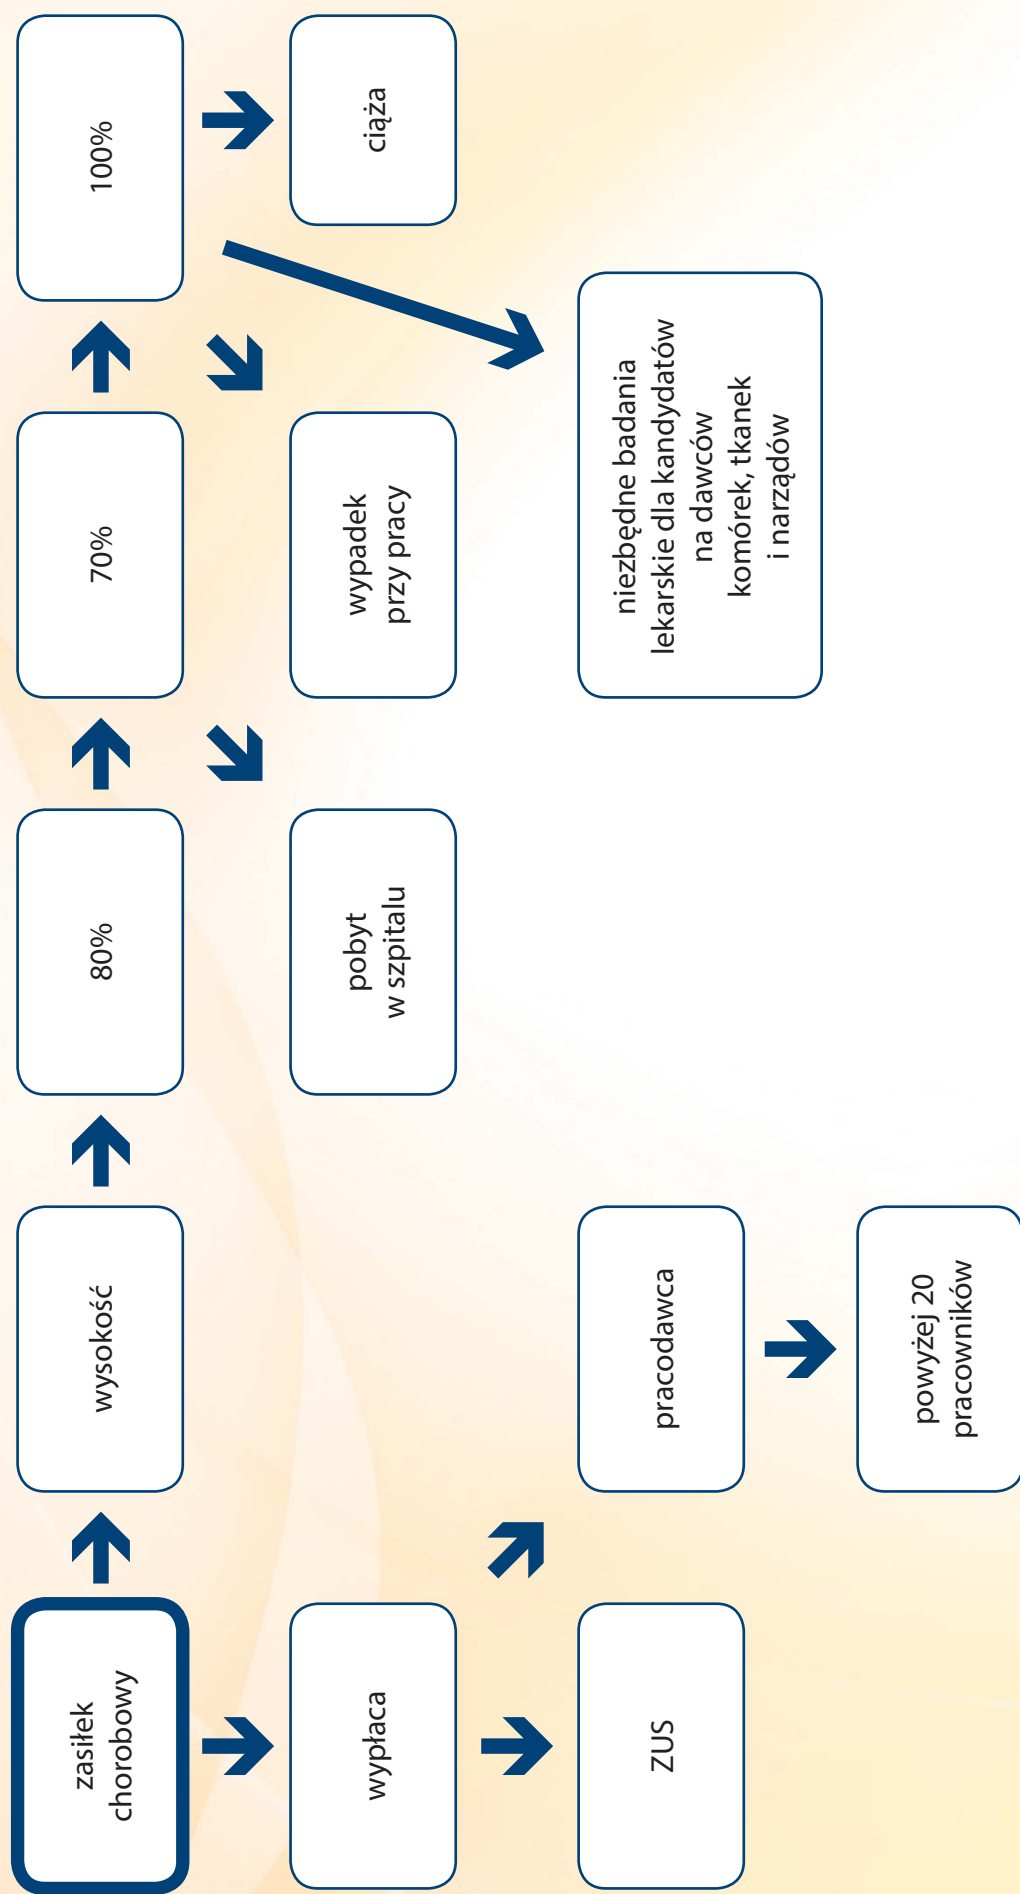 zasiłek
chorobowy
wysokość
80%
70%
100%
wypłaca
pobyt
w szpitalu
wypadek
przy pracy
ciąża
ZUS
pracodawca
niezbędne badania
lekarskie dla kandydatów
na dawców
komórek, tkanek
i narządów
powyżej 20
pracowników